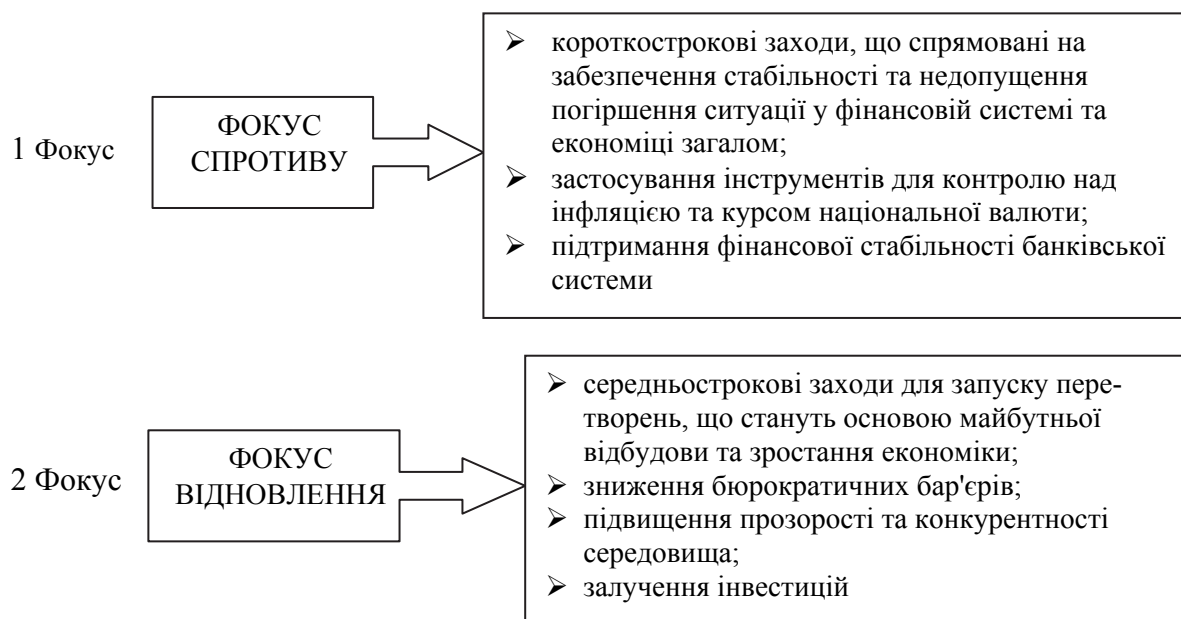 1 Фокус
ФОКУС
СПРОТИВУ
➢ короткострокові заходи, що спрямовані на
забезпечення стабільності та недопущення
погіршення ситуації у фінансовій системі та
економіці загалом;
➢ застосування інструментів для контролю над
інфляцією та курсом національної валюти;
➢ підтримання фінансової стабільності банківської
системи
2 Фокус
ФОКУС
ВІДНОВЛЕННЯ
➢ середньострокові заходи для запуску пере-
творень, що стануть основою майбутньої
відбудови та зростання економіки;
➢ зниження бюрократичних бар'єрів;
➢ підвищення прозорості та конкурентності
середовища;
➢ залучення інвестицій